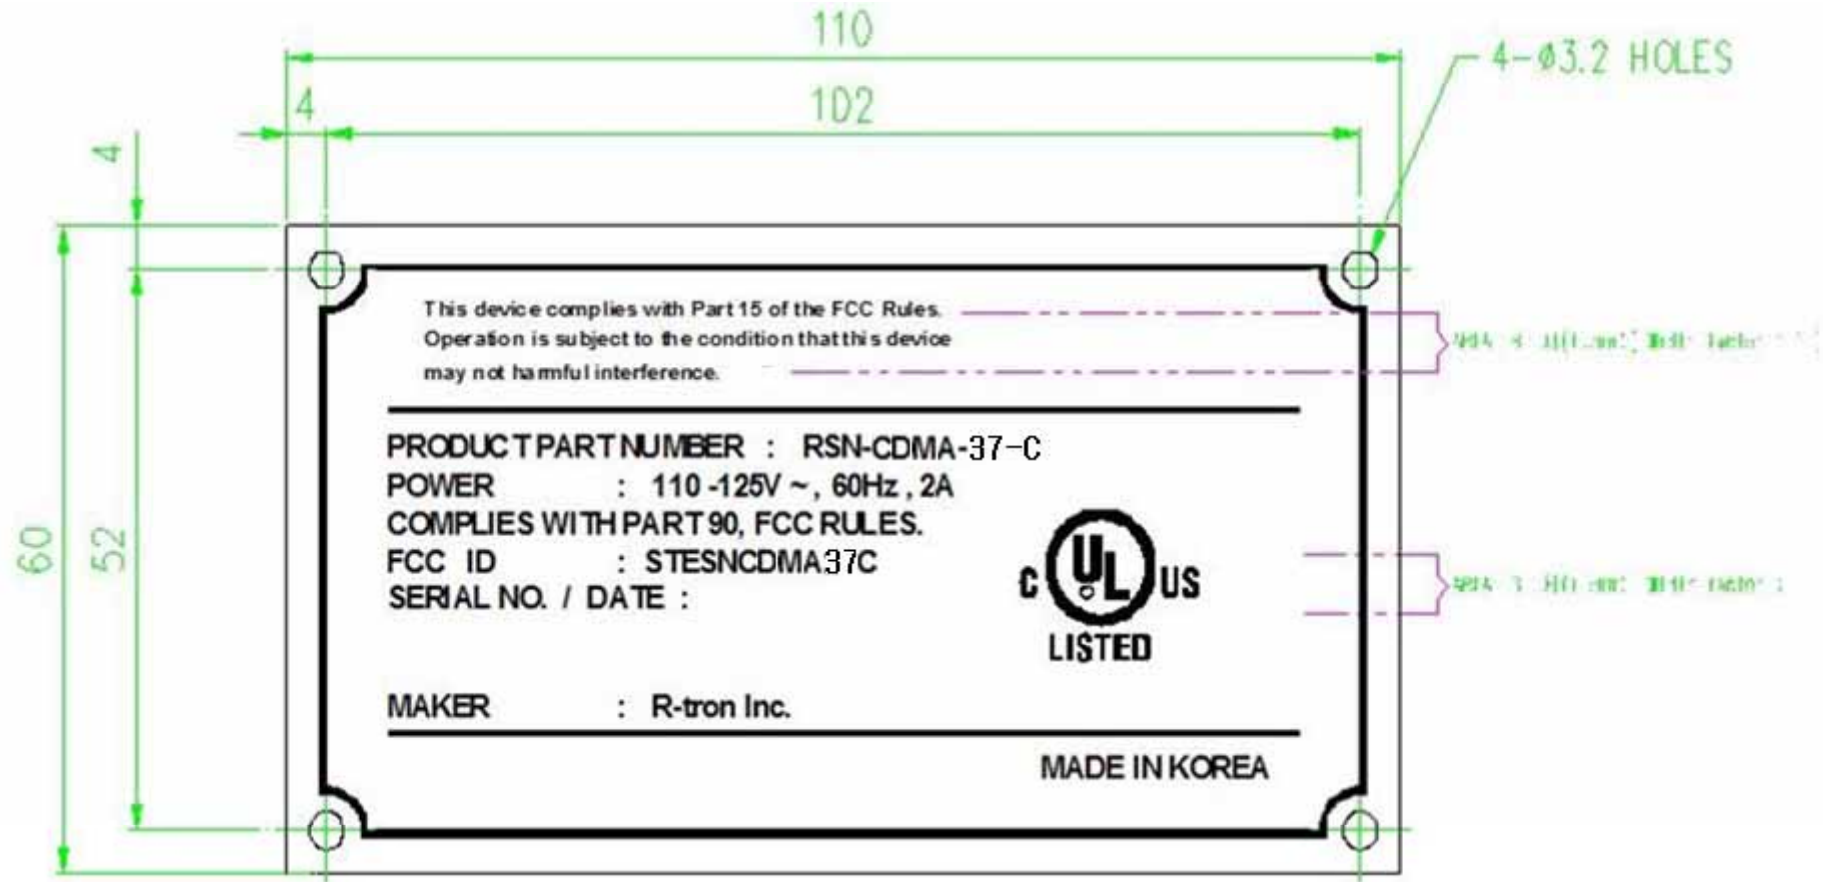 110
4-Ø3.2 HOLES
4
102
4
This device complies with Part 15 of the FCC Rules.
Operation is subject to the condition that this device
may not harmful interference.
PRODUCT PART NUMBER : RSN-CDMA-37-C
POWER : 110 -125V ~, 60Hz, 2A
COMPLIES WITH PART 90, FCC RULES.
60
52
FCC ID : STESNCDMA37C
SERIAL NO. / DATE :
C UL US
LISTED
MAKER : R-tron Inc.
MADE IN KOREA